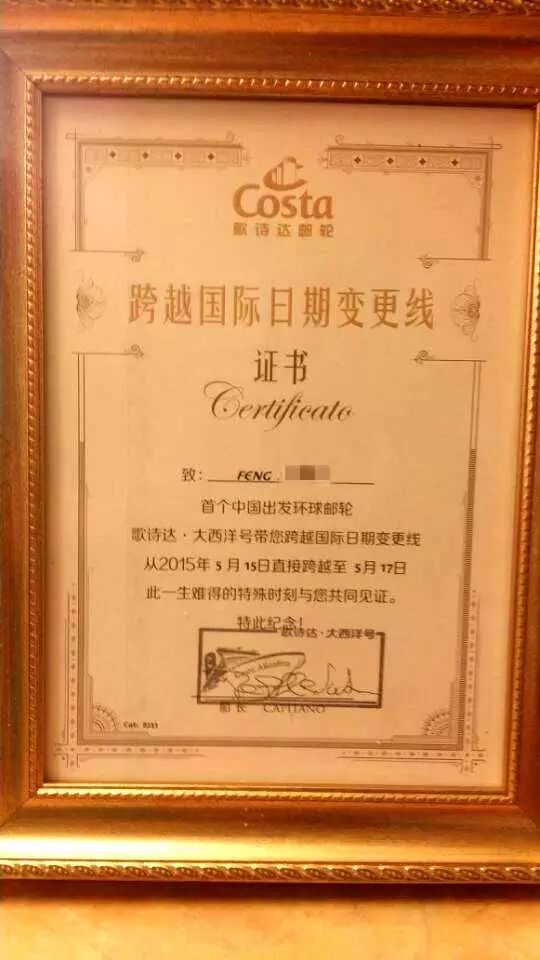 Costa
歌诗达邮轮
跨越国际日期变更线
证书
Certificato
致: FENG
首个中国出发环球邮轮
歌诗达·大西洋号带您跨越国际日期变更线
从2015年 5 月 15日直接跨越至 5 月 17日
此一生难得的特殊时刻与您共同见证。
特此纪念!
歌诗达·大西洋号
船长 CAPITANO